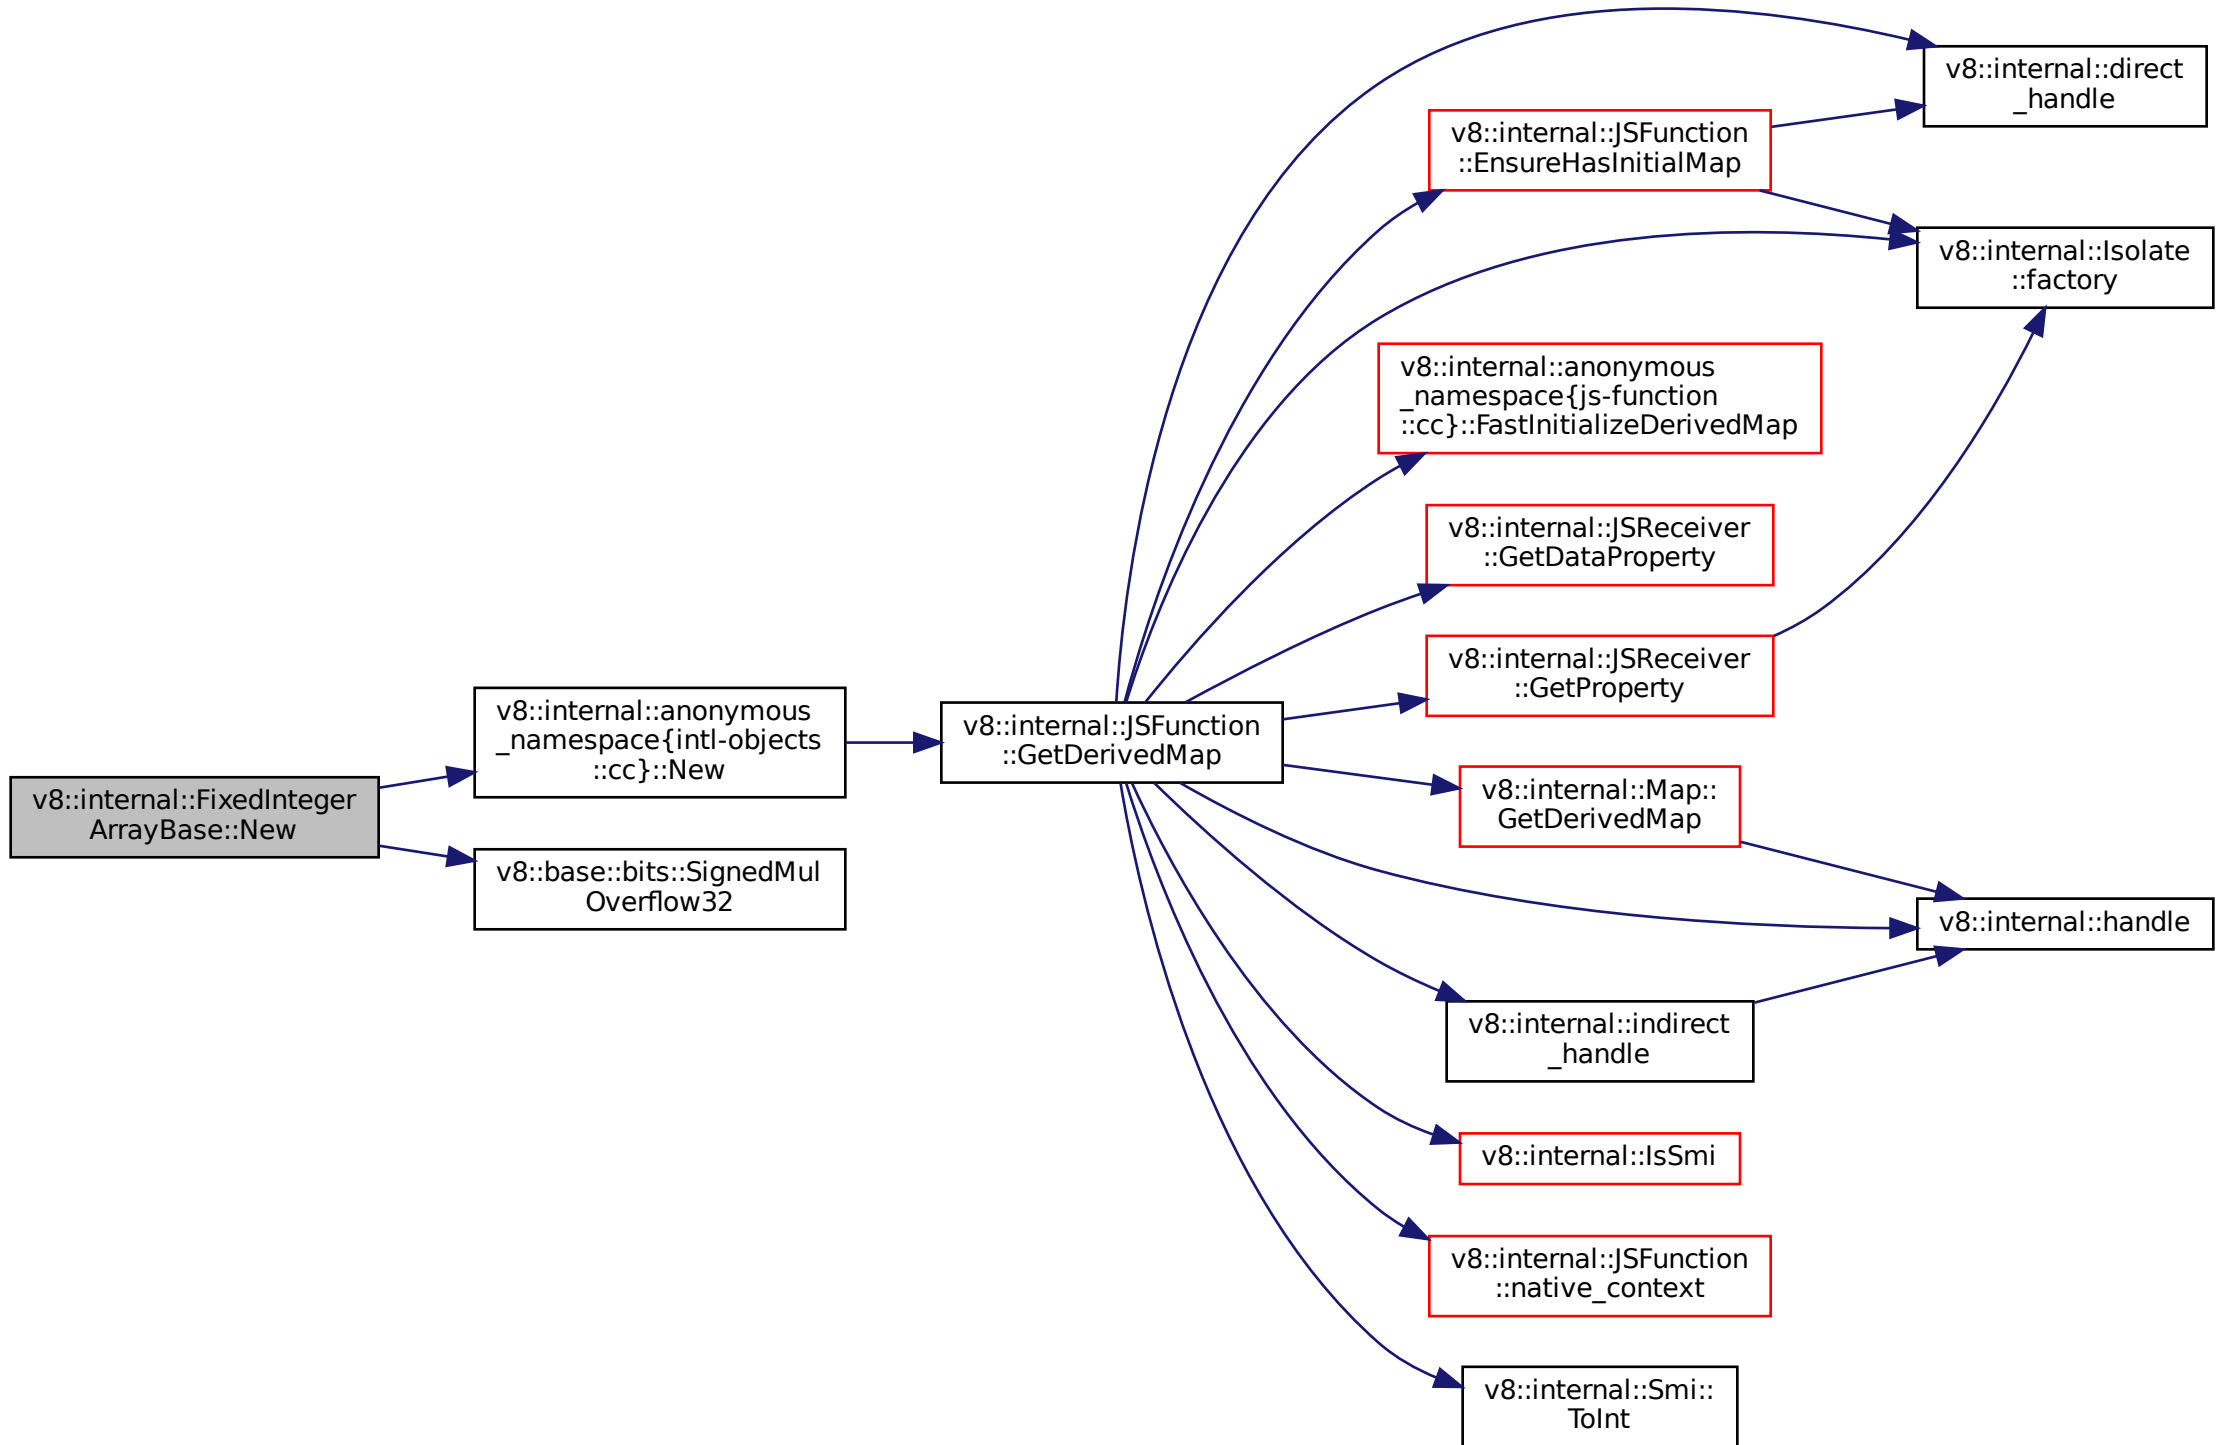 v8::internal::FixedInteger
ArrayBase::New
v8::internal::anonymous
_namespace{intl-objects
::cc}::New
v8::base::bits::SignedMul
Overflow32
v8::internal::JSFunction
::GetDerivedMap
v8::internal::direct
_handle
v8::internal::JSFunction
::EnsureHasInitialMap
v8::internal::Isolate
::factory
v8::internal::anonymous
_namespace{js-function
::cc}::FastInitializeDerivedMap
v8::internal::JSReceiver
::GetDataProperty
v8::internal::JSReceiver
::GetProperty
v8::internal::Map::
GetDerivedMap
v8::internal::handle
v8::internal::indirect
_handle
v8::internal::IsSmi
v8::internal::JSFunction
::native_context
v8::internal::Smi::
ToInt